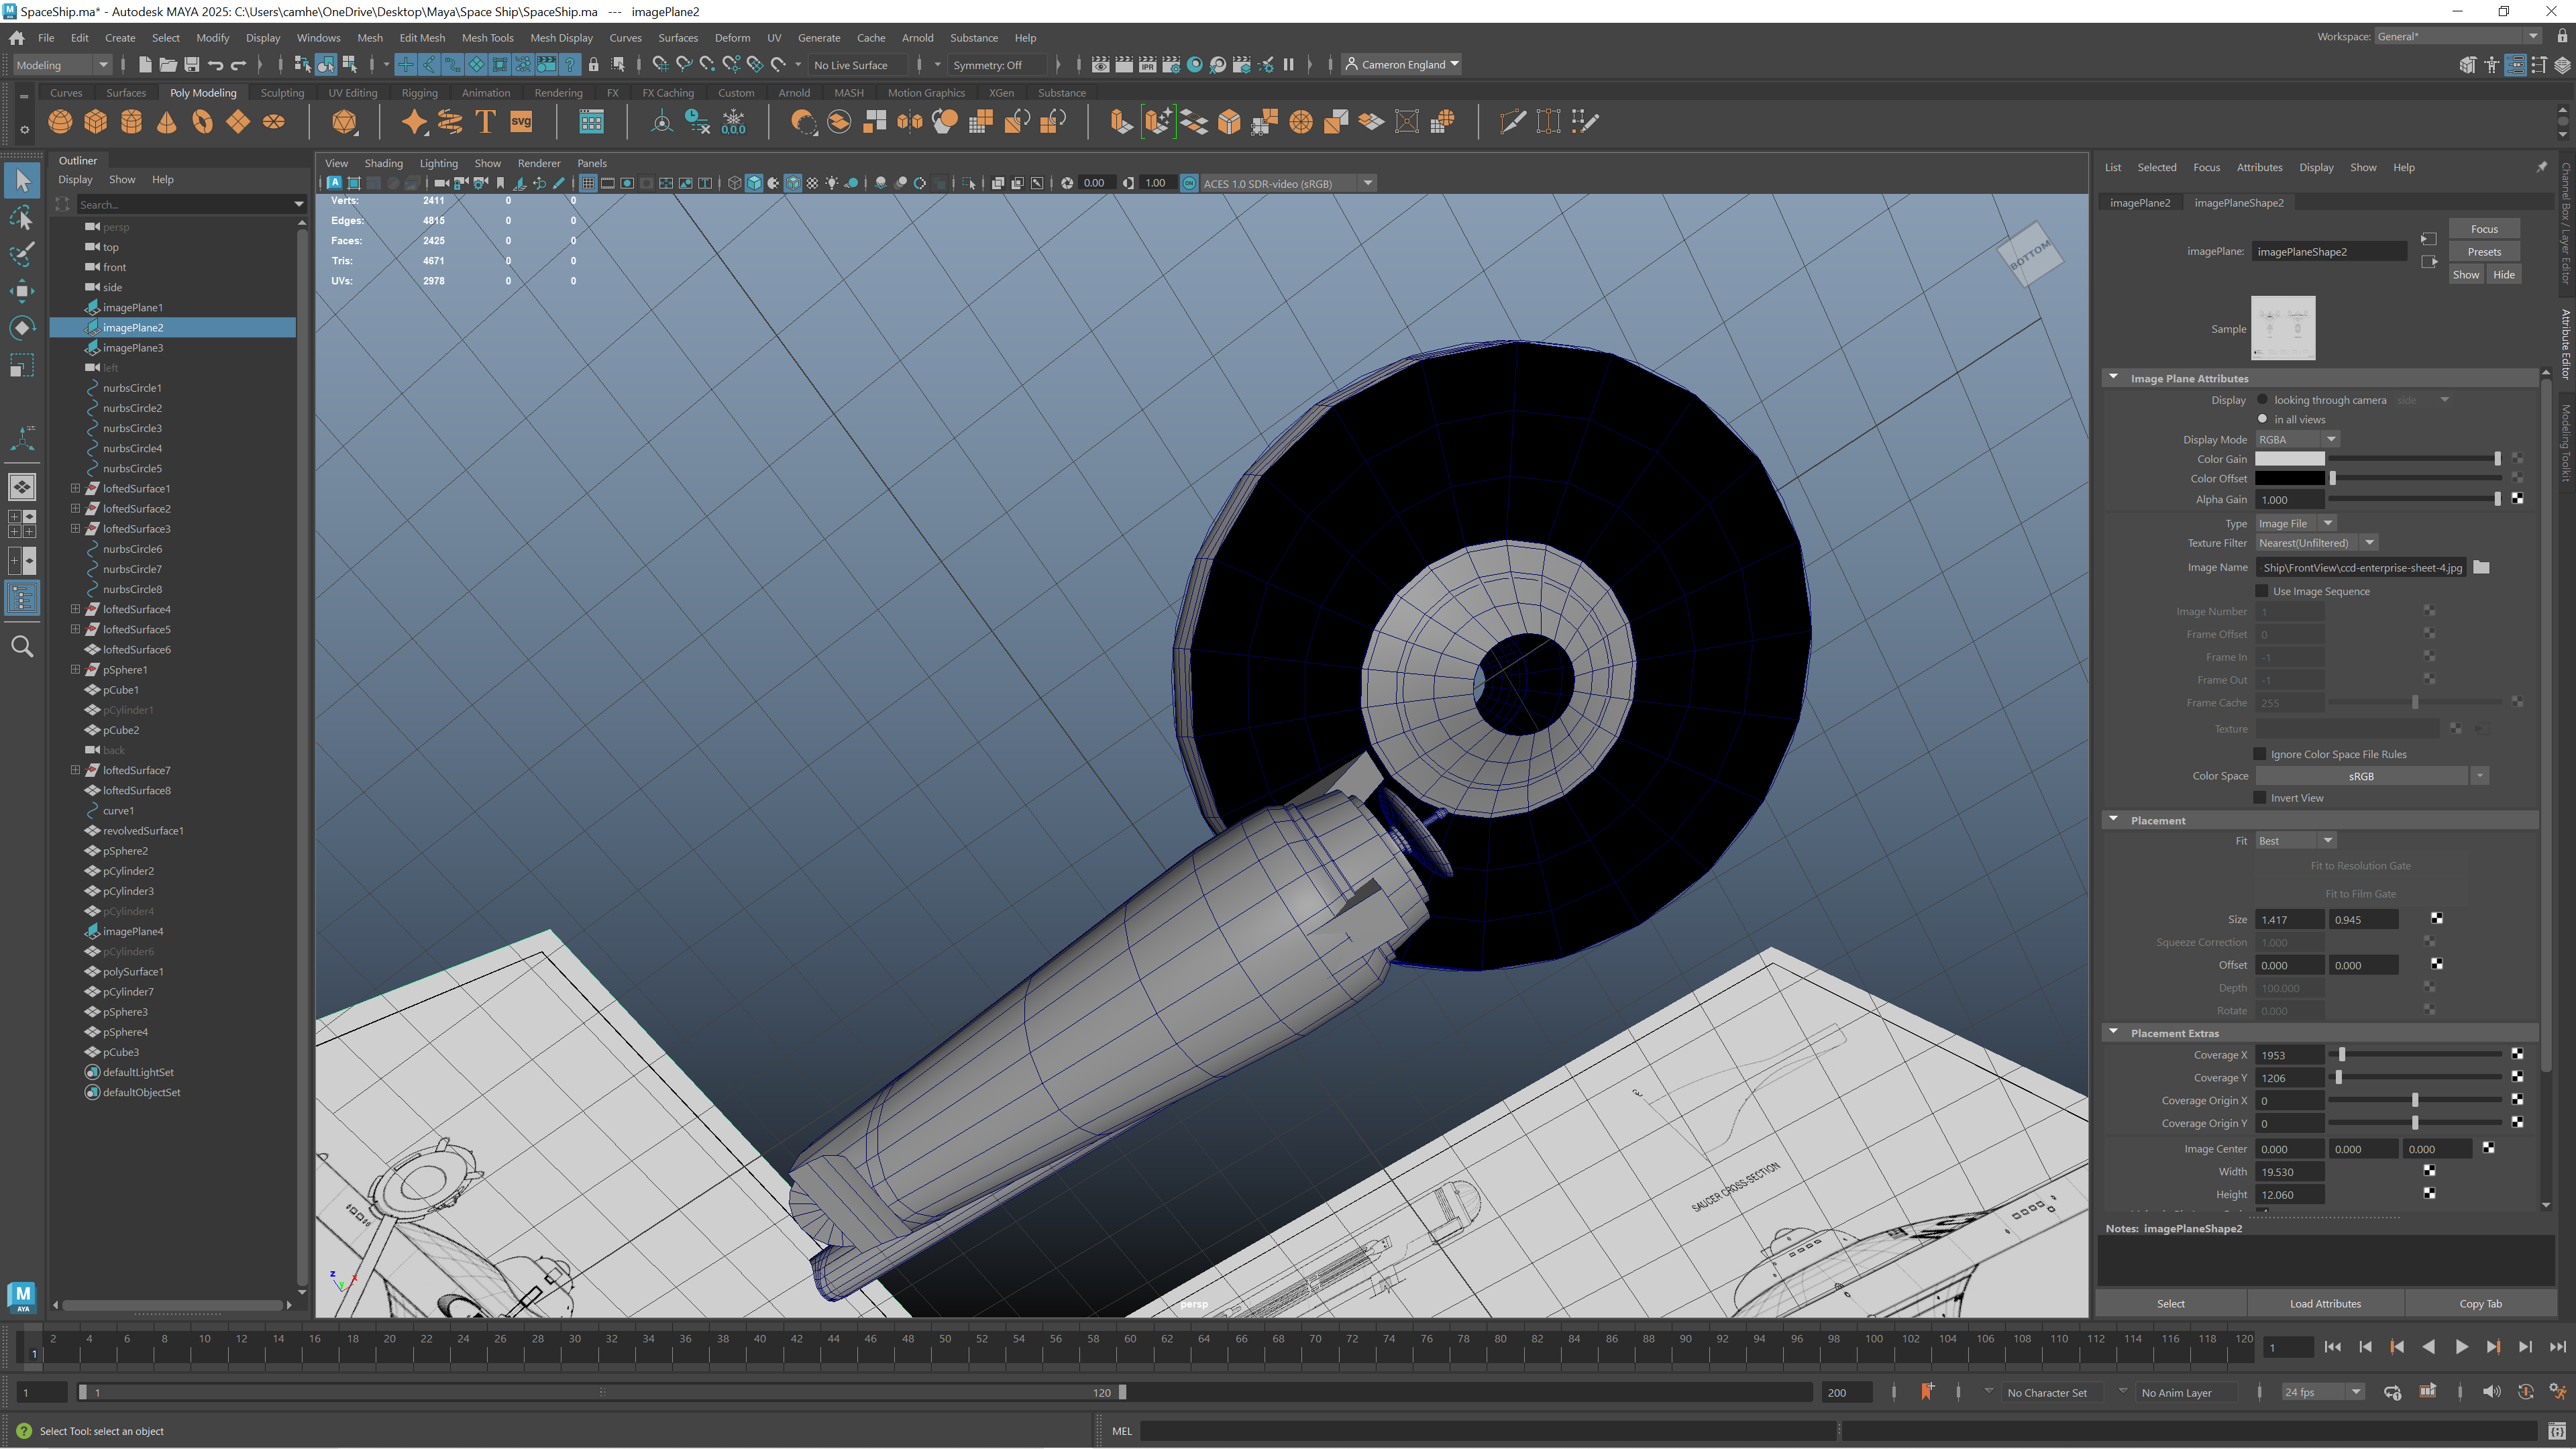 SpaceShip.ma* - Autodesk MAYA 2025: C:\Users\camhe\OneDrive\Desktop\Maya\Space Ship\SpaceShip.ma --- imagePlane2
File Edit Create Select Modify Display Windows Mesh Edit Mesh Mesh Tools Mesh Display Curves Surfaces Deform UV Generate Cache Arnold Substance Help
Workspace: General*
Modeling No Live Surface Symmetry: Off IPR Cameron England
Curves Surfaces Poly Modeling Sculpting UV Editing Rigging Animation Rendering FX FX Caching Custom Arnold MASH Motion Graphics XGen Substance
T SVG 0,0,0
Outliner
Display Show Help
Search...
persp
top
front
side
imagePlane1
imagePlane2
imagePlane3
left
nurbsCircle1
nurbsCircle2
nurbsCircle3
nurbsCircle4
nurbsCircle5
loftedSurface1
loftedSurface2
loftedSurface3
nurbsCircle6
nurbsCircle7
nurbsCircle8
loftedSurface4
loftedSurface5
loftedSurface6
pSphere1
pCube1
pCylinder1
pCube2
back
loftedSurface7
loftedSurface8
curve1
revolvedSurface1
pSphere2
pCylinder2
pCylinder3
pCylinder4
imagePlane4
pCylinder6
polySurface1
pCylinder7
pSphere3
pSphere4
pCube3
defaultLightSet
defaultObjectSet
View Shading Lighting Show Renderer Panels
0.00 1.00 ACES 1.0 SDR-video (sRGB)
Verts: 2411 0 0
Edges: 4815 0 0
Faces: 2425 0 0
Tris: 4671 0 0
UVs: 2978 0 0
BOTTOM
SAUCER CROSS-SECTION
persp
z y x
List Selected Focus Attributes Display Show Help
imagePlane2 imagePlaneShape2
imagePlane: imagePlaneShape2
Focus
Presets
Show Hide
Sample
Image Plane Attributes
Display looking through camera side
in all views
Display Mode RGBA
Color Gain
Color Offset
Alpha Gain 1.000
Type Image File
Texture Filter Nearest(Unfiltered)
Image Name Ship\FrontView\ccd-enterprise-sheet-4.jpg
Use Image Sequence
Image Number 1
Frame Offset 0
Frame In -1
Frame Out -1
Frame Cache 255
Texture
Ignore Color Space File Rules
Color Space sRGB
Invert View
Placement
Fit Best
Fit to Resolution Gate
Fit to Film Gate
Size 1.417 0.945
Squeeze Correction 1.000
Offset 0.000 0.000
Depth 100.000
Rotate 0.000
Placement Extras
Coverage X 1953
Coverage Y 1206
Coverage Origin X 0
Coverage Origin Y 0
Image Center 0.000 0.000 0.000
Width 19.530
Height 12.060
Notes: imagePlaneShape2
Select Load Attributes Copy Tab
Channel Box / Layer Editor
Attribute Editor
Modeling Toolkit
M
AYA
2 4 6 8 10 12 14 16 18 20 22 24 26 28 30 32 34 36 38 40 42 44 46 48 50 52 54 56 58 60 62 64 66 68 70 72 74 76 78 80 82 84 86 88 90 92 94 96 98 100 102 104 106 108 110 112 114 116 118 120
1 1
1 1 120 200 No Character Set No Anim Layer 24 fps
Select Tool: select an object MEL